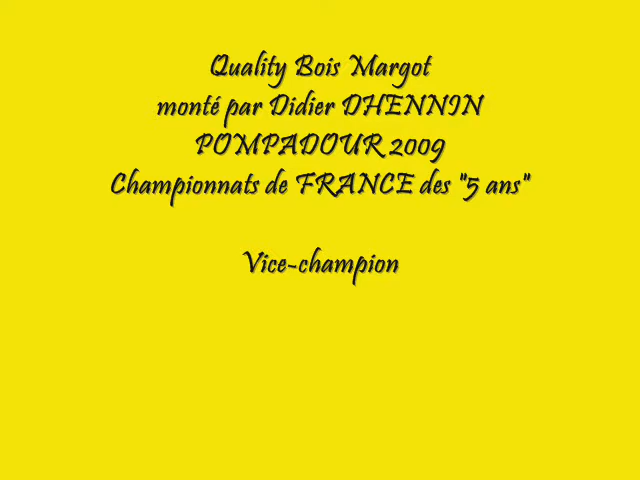 Quality Bois Margot
monté par Didier DHENNIN
POMPADOUR 2009
Championnats de FRANCE des "5 ans"
Vice-champion